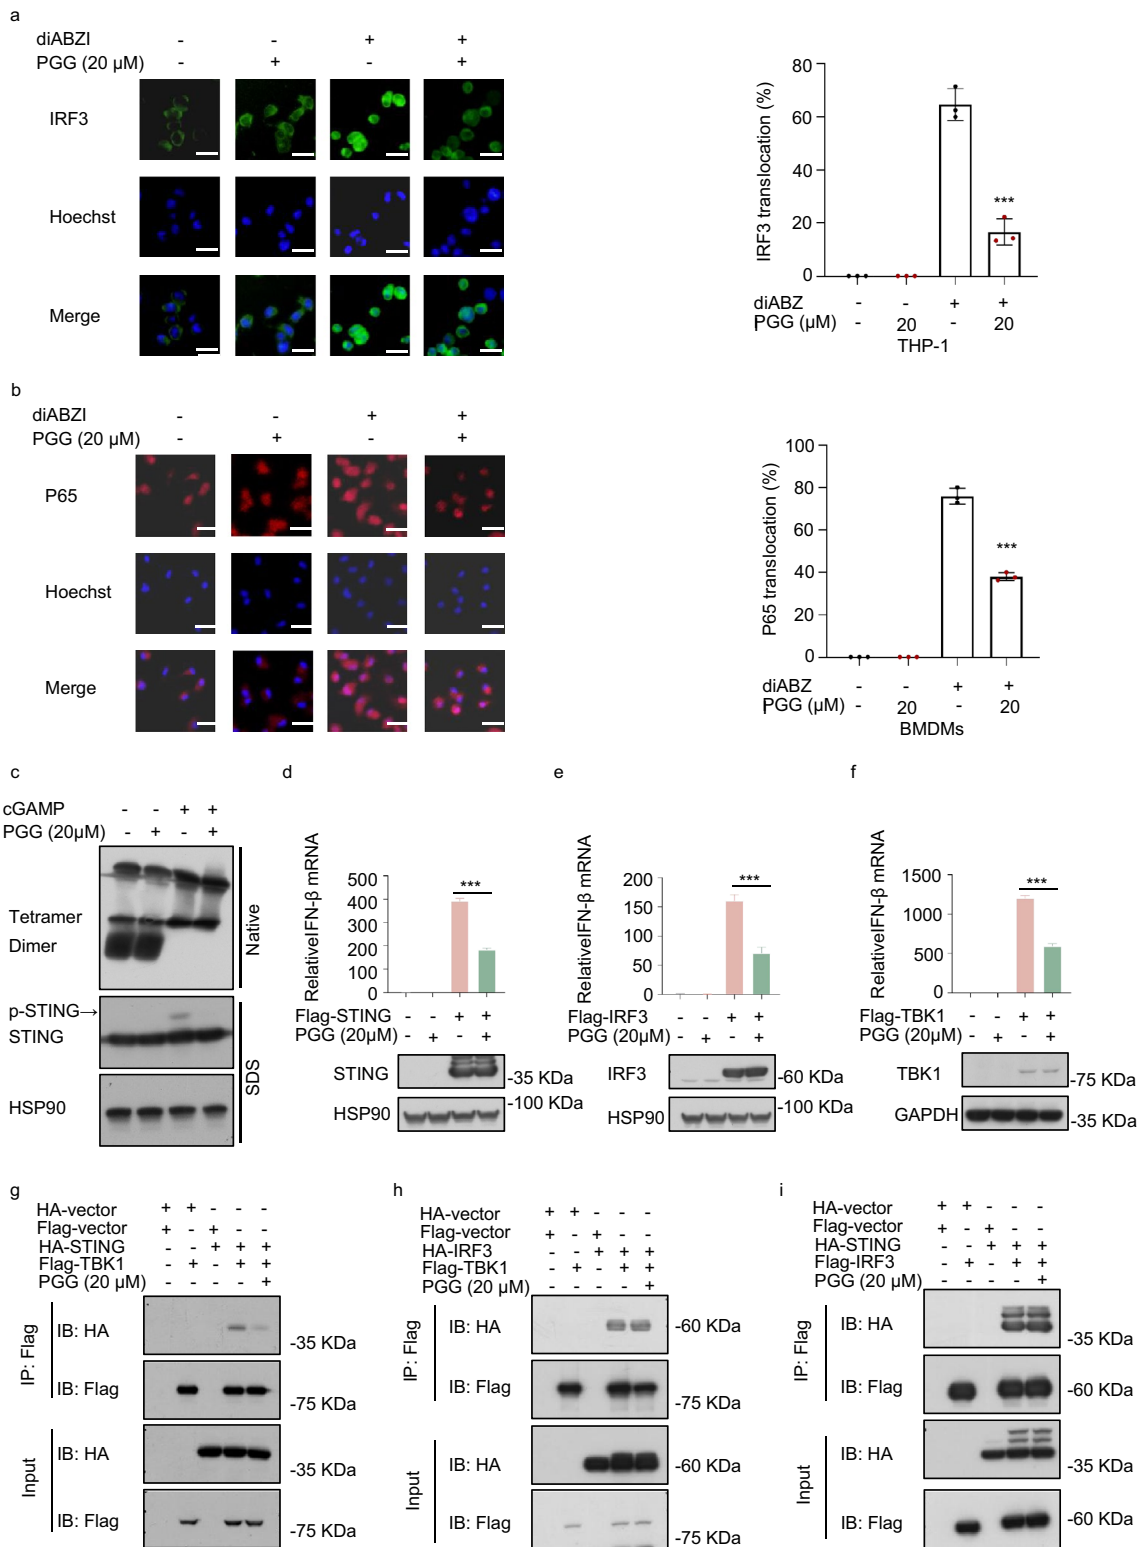 a
diABZI - - + +
PGG (20 μM) - + - +
IRF3
Hoechst
Merge
IRF3 translocation (%)
80
60
40
20
0
***
diABZ - - + +
PGG (μM) - 20 - 20
THP-1
b
diABZI - - + +
PGG (20 μM) - + - +
P65
Hoechst
Merge
P65 translocation (%)
100
80
60
40
20
0
***
diABZ - - + +
PGG (μM) - 20 - 20
BMDMs
c
cGAMP - - + +
PGG (20μM) - + - +
Tetramer
Dimer
Native
p-STING→
STING
HSP90
SDS
d
RelativeIFN-β mRNA
500
400
300
200
100
0
***
Flag-STING - - + +
PGG (20μM) - + - +
STING
-35 KDa
HSP90
-100 KDa
e
RelativeIFN-β mRNA
200
150
100
50
0
***
Flag-IRF3 - - + +
PGG (20μM) - + - +
IRF3
-60 KDa
HSP90
-100 KDa
f
RelativeIFN-β mRNA
1500
1000
500
0
***
Flag-TBK1 - - + +
PGG (20μM) - + - +
TBK1
-75 KDa
GAPDH
-35 KDa
g
HA-vector + + - - -
Flag-vector + - + - -
HA-STING - - + + +
Flag-TBK1 - + - + +
PGG (20 μM) - - - - +
IP: Flag
IB: HA
-35 KDa
IB: Flag
-75 KDa
Input
IB: HA
-35 KDa
IB: Flag
-75 KDa
h
HA-vector + + - - -
Flag-vector + - + - -
HA-IRF3 - - + + +
Flag-TBK1 - + - + +
PGG (20 μM) - - - - +
IP: Flag
IB: HA
-60 KDa
IB: Flag
-75 KDa
Input
IB: HA
-60 KDa
IB: Flag
-75 KDa
i
HA-vector + + - - -
Flag-vector + - + - -
HA-STING - - + + +
Flag-IRF3 - + - + +
PGG (20 μM) - - - - +
IP: Flag
IB: HA
-35 KDa
IB: Flag
-60 KDa
Input
IB: HA
-35 KDa
IB: Flag
-60 KDa